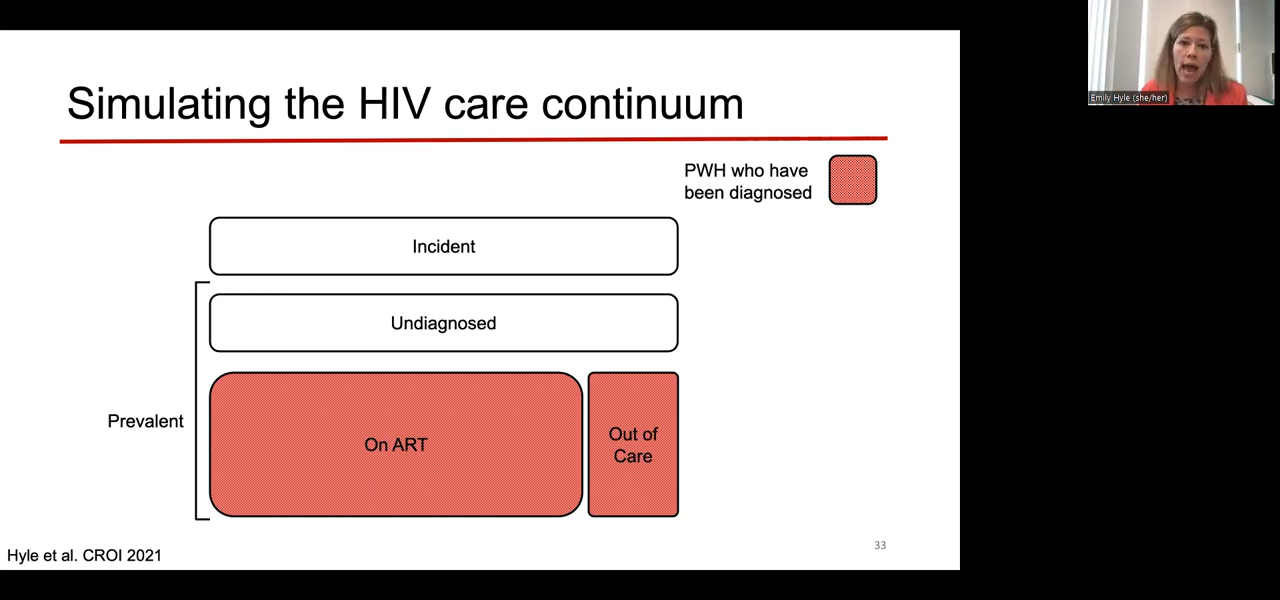 Simulating the HIV care continuum
PWH who have
been diagnosed
Incident
Undiagnosed
Prevalent
On ART
Out of
Care
Hyle et al. CROI 2021
33
Emily Hyle (she/her)